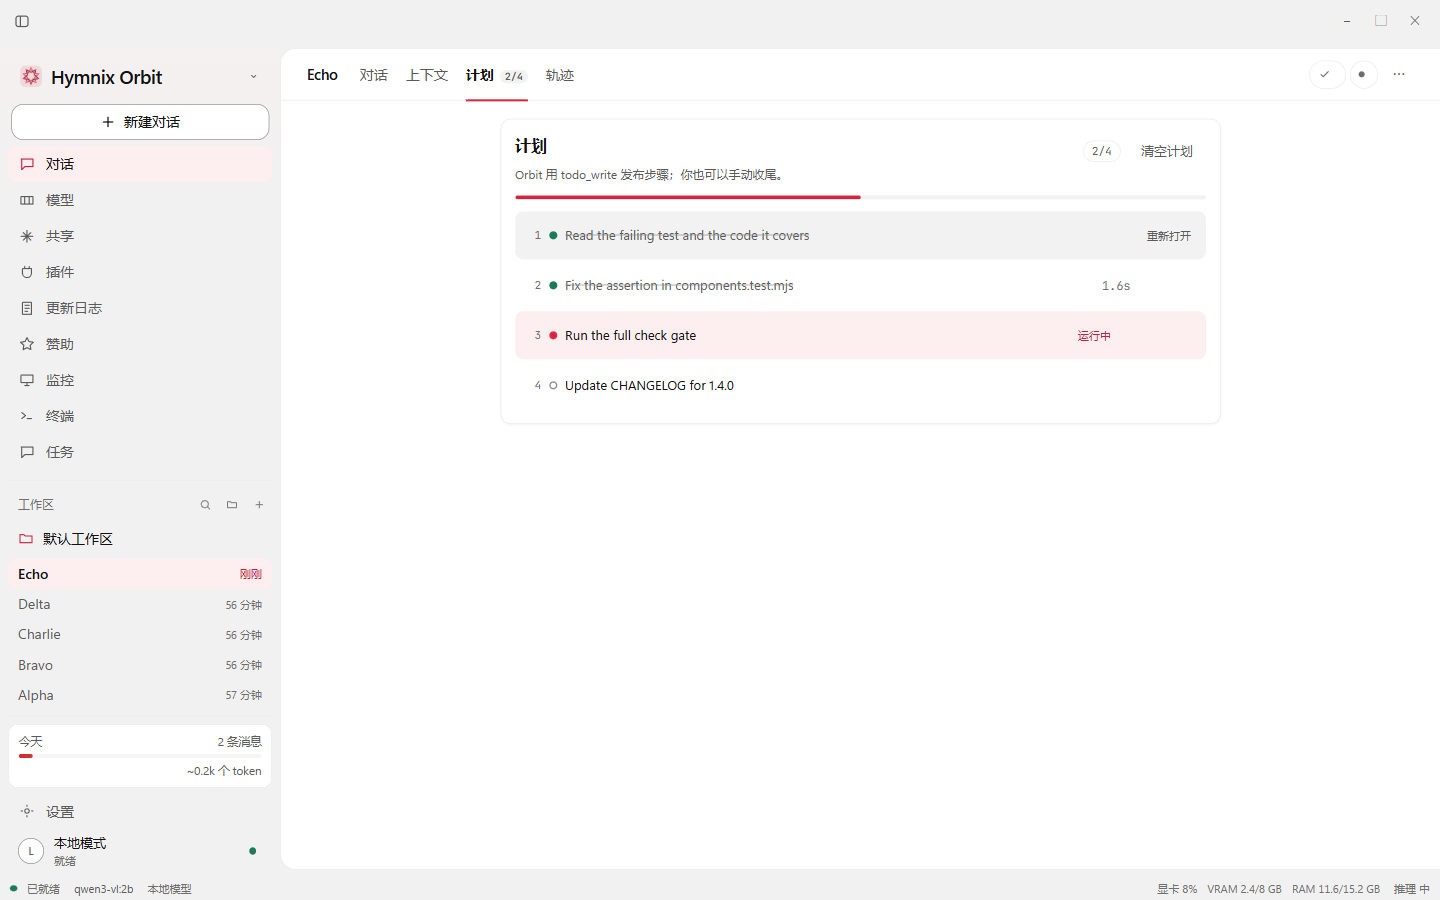 Hymnix Orbit
新建对话
对话
模型
共享
插件
更新日志
赞助
监控
终端
任务
工作区
默认工作区
Echo 刚刚
Delta 56 分钟
Charlie 56 分钟
Bravo 56 分钟
Alpha 57 分钟
今天 2 条消息
~0.2k 个 token
设置
L 本地模式
就绪
Echo 对话 上下文 计划 2/4 轨迹
计划
2/4 清空计划
Orbit 用 todo_write 发布步骤；你也可以手动收尾。
1 Read the failing test and the code it covers 重新打开
2 Fix the assertion in components.test.mjs 1.6s
3 Run the full check gate 运行中
4 Update CHANGELOG for 1.4.0
已就绪 qwen3-vl:2b 本地模型 显卡 8% VRAM 2.4/8 GB RAM 11.6/15.2 GB 推理 中